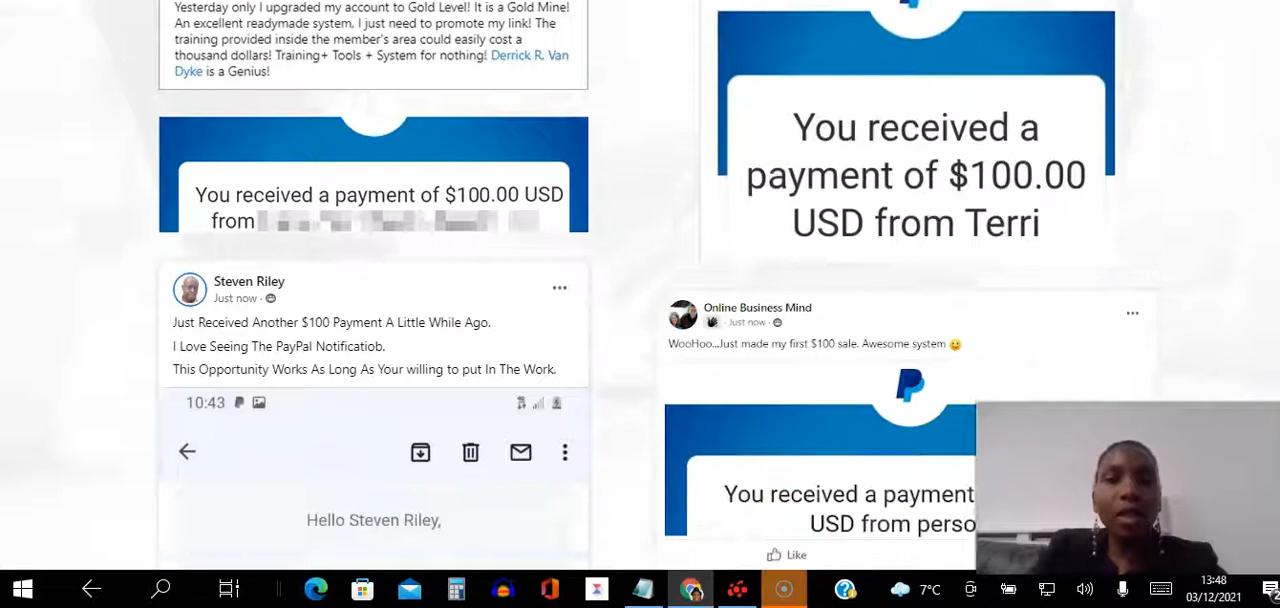 Yesterday only I upgraded my account to Gold Level! It is a Gold Mine!
An excellent readymade system, I just need to promote my link! The
training provided inside the member's area could easily cost a
thousand dollars! Training+ Tools + System for nothing! Derrick R. Van
Dyke is a Genius!
You received a payment of $100.00 USD
from
Steven Riley
Just now
Just Received Another $100 Payment A Little While Ago.
I Love Seeing The PayPal Notificatiob.
This Opportunity Works As Long As Your willing to put In The Work.
10:43
Hello Steven Riley,
You received a
payment of $100.00
USD from Terri
Online Business Mind
Just now
WooHoo...Just made my first $100 sale. Awesome system
You received a payment
USD from perso
Like
7°C
13:48
03/12/2021